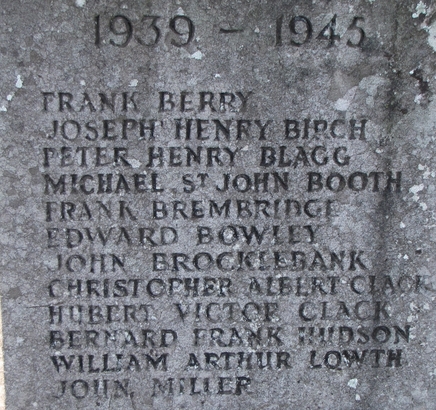 1939 - 1945
FRANK BERRY
JOSEPH HENRY BIRCH
PETER HENRY BLAGG
MICHAEL ST JOHN BOOTH
FRANK BREMBRIDGE
EDWARD BOWLEY
JOHN BROCKLEBANK
CHRISTOPHER ALBERT CLACK
HUBERT VICTOR CLACK
BERNARD FRANK HUDSON
WILLIAM ARTHUR LOWTH
JOHN MILLER